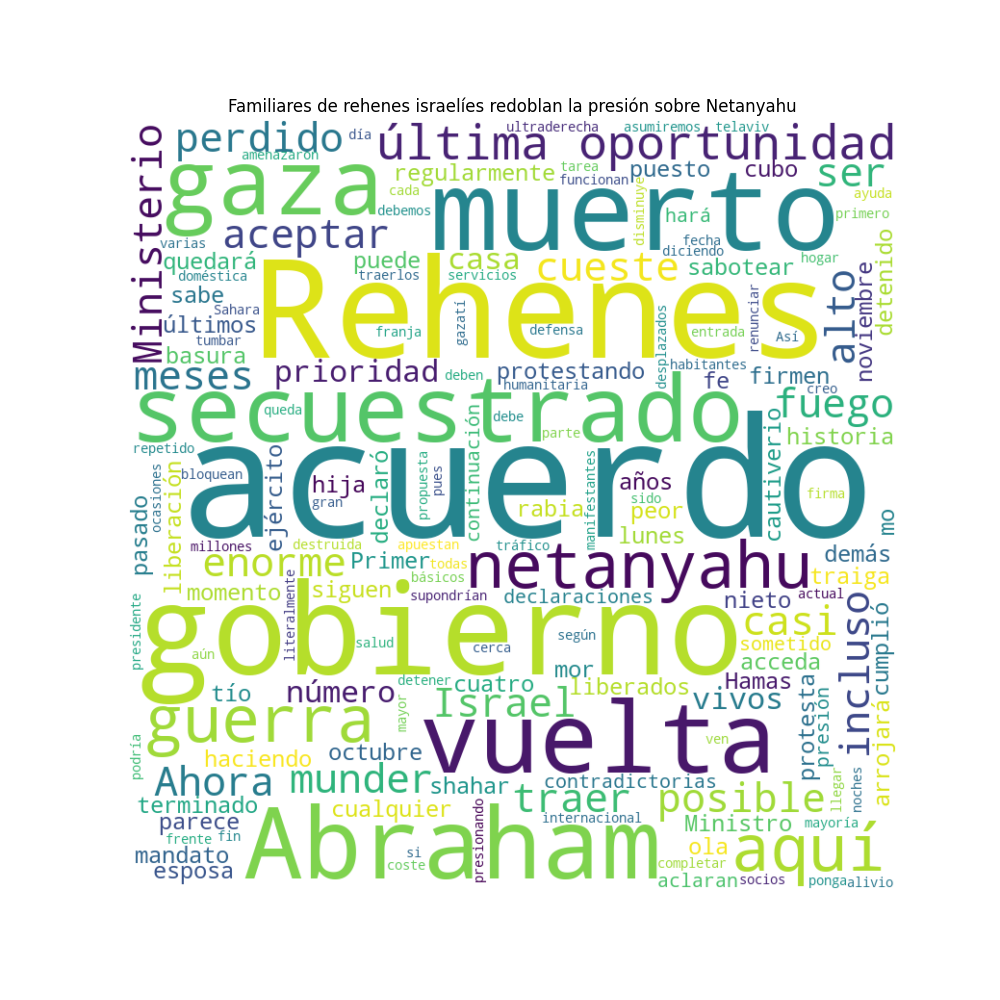 Familiares de rehenes israelíes redoblan la presión sobre Netanyahu
ultraderecha
asumiremos
telaviv
Ministerio
perdido
día
última oportunidad
amenazaron
gaza
regularmente
tarea
funcionan
puesto
cubo
ser
muerto
disminuye
ayuda
cada
debemos
hará
primero
varias
aceptar
fecha
diciendo
detenido
quedará
puede
casa
cueste
sabotear
hogar
doméstica
traerlos
servicios
Rehenes
alto
noviembre
sabe
Sahara
gazatí
desplazados
renunciar
últimos
tumbar
franja
defensa
entrada
Así
basura
meses
prioridad
protestando
habitantes
fe
firmen
humanitaria
deben
creo
secuestrado
fuego
queda
debe
parte
historia
repetido
acuerdo
continuación
cautiverio
ocasiones
liberación
bloquean
ejército
hija
gran
declaró
propuesta
pues
manifestantes
años
sido
firma
pasado
rabia
peor
mo
lunes
millones
destruida
apuestan
tráfico
enorme
Primer
todas
netanyahu
demás
momento
siguen
básicos
supondrían
declaraciones
nieto
traiga
actual
literalmente
gobierno
casi
incluso
cumplió
presidente
aún
salud
según
cerca
sometido
acceda
arrojará
mor
detener
cuatro
liberados
Hamas
tío
número
Israel
vivos
protesta
presión
guerra
mayor
vuelta
ven
podría
haciendo
octubre
llegar
noches
Ahora
munder
shahar
contradictorias
traer
posible
terminado
cualquier
internacional
Ministro
mayoría
parece
Abraham
presionando
frente
fin
ola
aquí
mandato
si
coste
completar
esposa
aclaran
socios
ponga
alivio